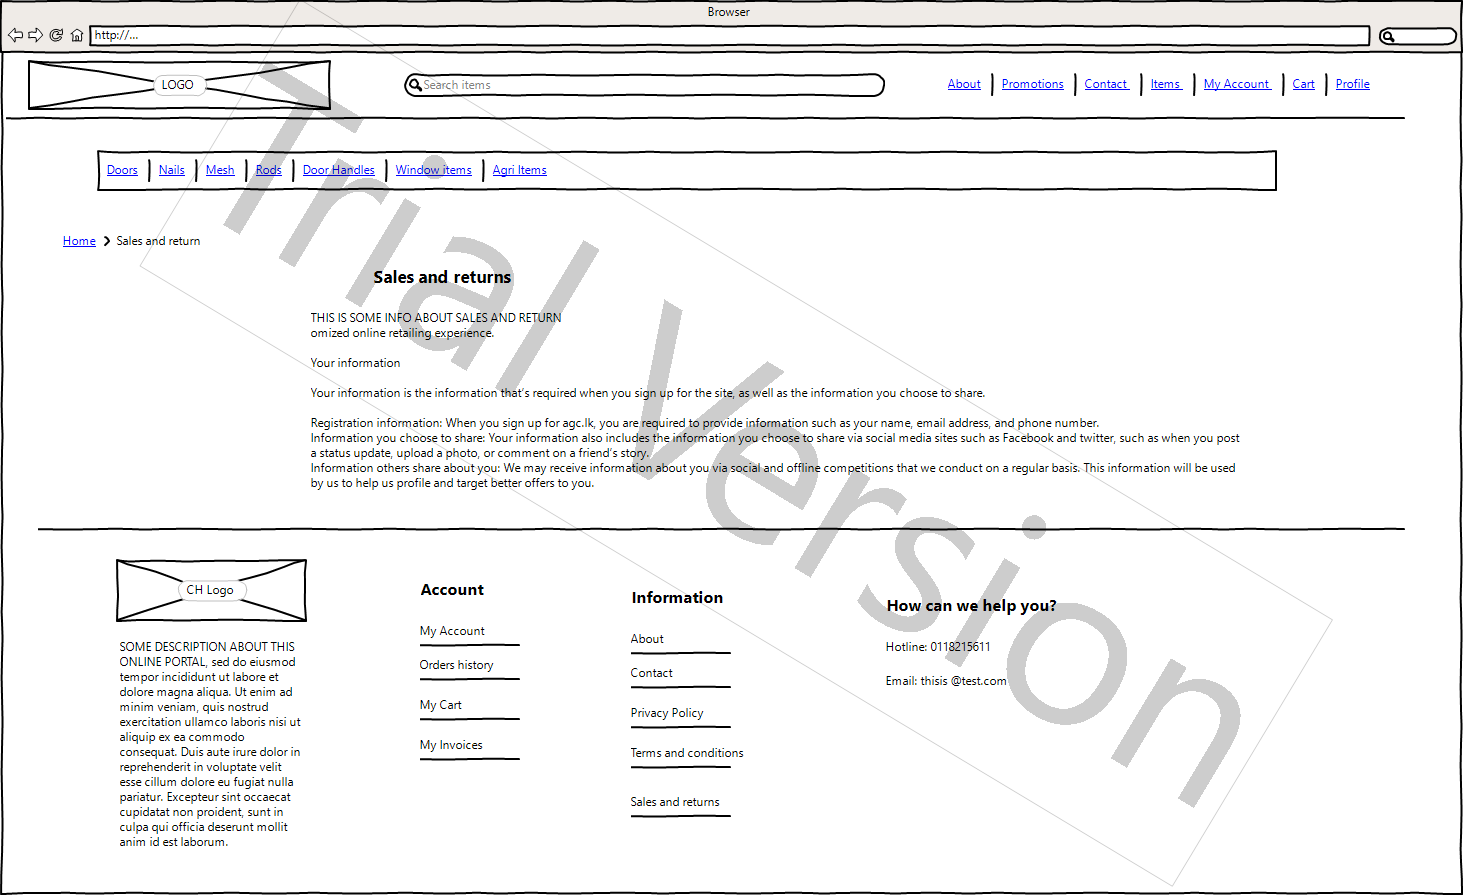 Browser
http://...
LOGO
Search items
About
Promotions
Contact
Items
My Account
Cart
Profile
Doors
Nails
Mesh
Rods
Door Handles
Window items
Agri Items
Home > Sales and return
Sales and returns
THIS IS SOME INFO ABOUT SALES AND RETURN
omized online retailing experience.
Your information
Your information is the information that's required when you sign up for the site, as well as the information you choose to share.
Registration information: When you sign up for agc.lk, you are required to provide information such as your name, email address, and phone number.
Information you choose to share: Your information also includes the information you choose to share via social media sites such as Facebook and twitter, such as when you post
a status update, upload a photo, or comment on a friend's story.
Information others share about you: We may receive information about you via social and offline competitions that we conduct on a regular basis. This information will be used
by us to help us profile and target better offers to you.
CH Logo
SOME DESCRIPTION ABOUT THIS
ONLINE PORTAL, sed do eiusmod
tempor incididunt ut labore et
dolore magna aliqua. Ut enim ad
minim veniam, quis nostrud
exercitation ullamco laboris nisi ut
aliquip ex ea commodo
consequat. Duis aute irure dolor in
reprehenderit in voluptate velit
esse cillum dolore eu fugiat nulla
pariatur. Excepteur sint occaecat
cupidatat non proident, sunt in
culpa qui officia deserunt mollit
anim id est laborum.
Account
My Account
Orders history
My Cart
My Invoices
Information
About
Contact
Privacy Policy
Terms and conditions
Sales and returns
How can we help you?
Hotline: 0118215611
Email: thisis @test.com
Trial Version